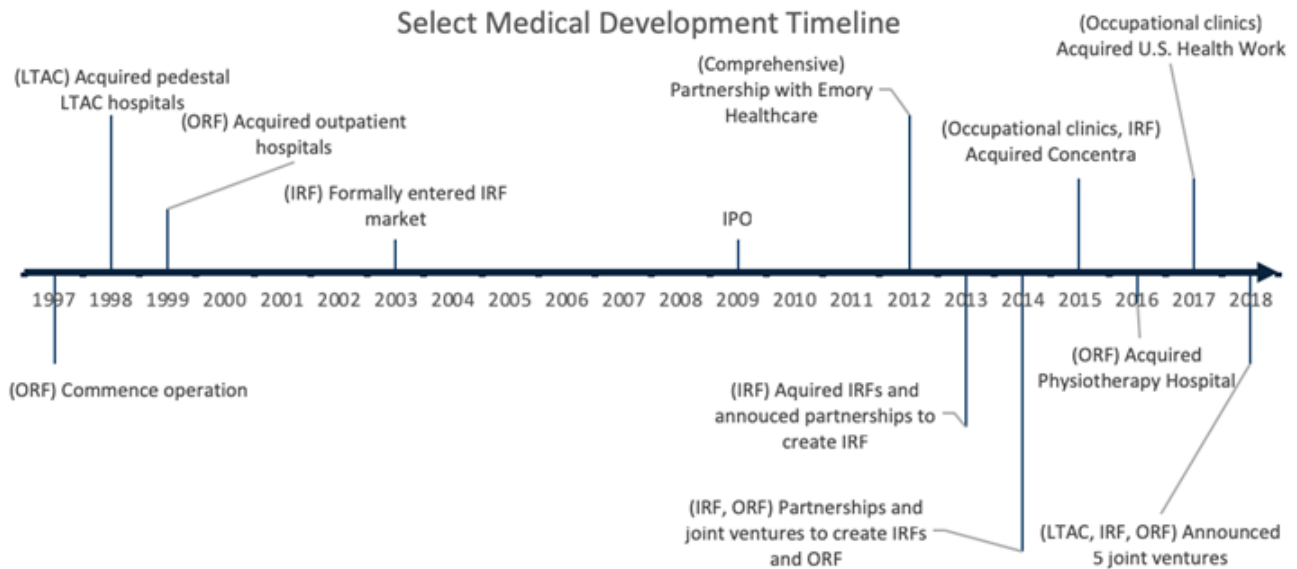 Select Medical Development Timeline
(LTAC) Acquired pedestal
LTAC hospitals
(ORF) Acquired outpatient
hospitals
(IRF) Formally entered IRF
market
IPO
(Comprehensive)
Partnership with Emory
Healthcare
(Occupational clinics, IRF)
Acquired Concentra
(Occupational clinics)
Acquired U.S. Health Work
1997 1998 1999 2000 2001 2002 2003 2004 2005 2006 2007 2008 2009 2010 2011 2012 2013 2014 2015 2016 2017 2018
(ORF) Commence operation
(IRF) Aquired IRFs and
annouced partnerships to
create IRF
(IRF, ORF) Partnerships and
joint ventures to create IRFs
and ORF
(ORF) Acquired
Physiotherapy Hospital
(LTAC, IRF, ORF) Announced
5 joint ventures